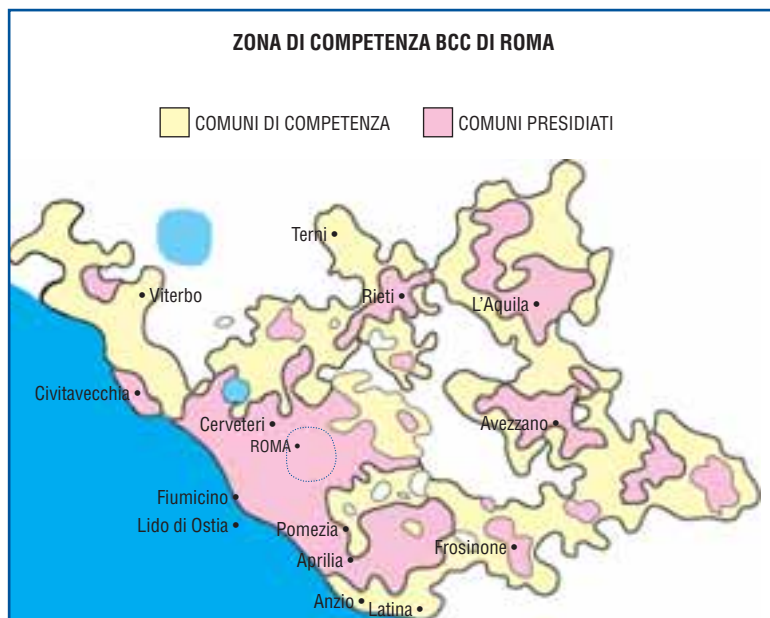 ZONA DI COMPETENZA BCC DI ROMA
COMUNI DI COMPETENZA
COMUNI PRESIDIATI
Terni
Viterbo
Rieti
L'Aquila
Civitavecchia
Cerveteri
Avezzano
ROMA
Fiumicino
Lido di Ostia
Pomezia
Frosinone
Aprilia
Anzio
Latina